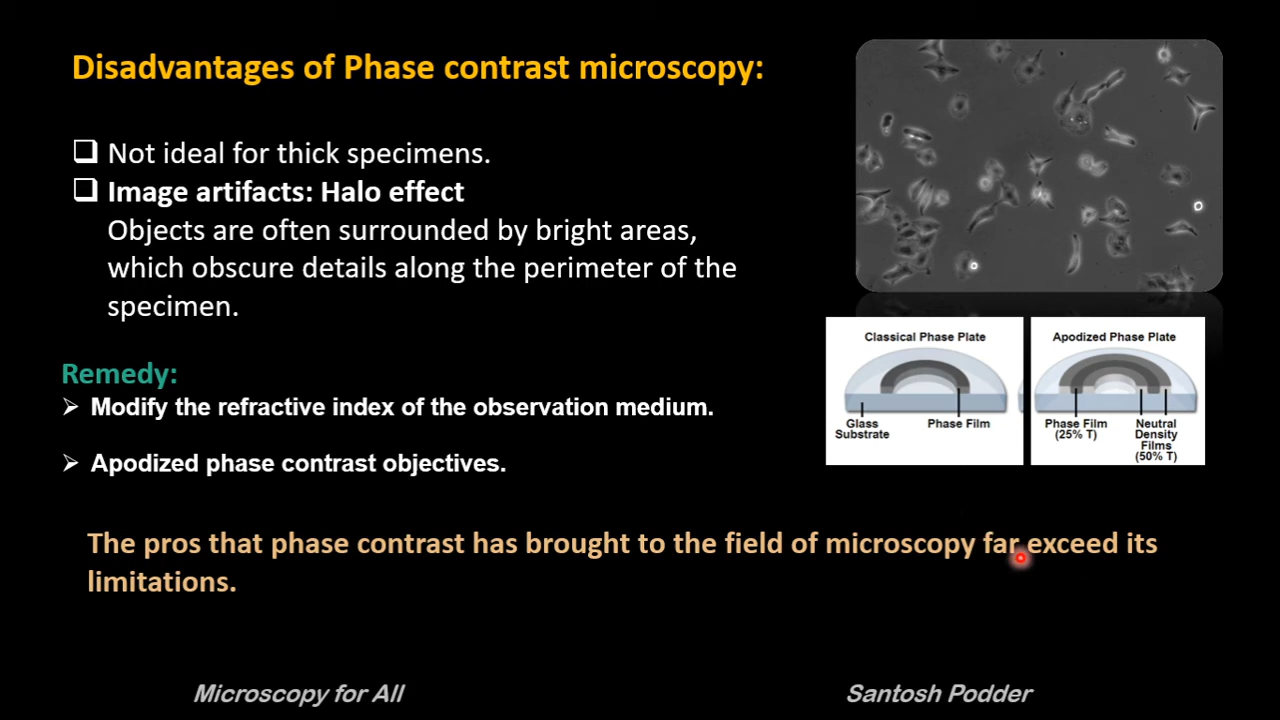 Disadvantages of Phase contrast microscopy:
❑ Not ideal for thick specimens.
❑ Image artifacts: Halo effect
Objects are often surrounded by bright areas,
which obscure details along the perimeter of the
specimen.
Remedy:
➢ Modify the refractive index of the observation medium.
➢ Apodized phase contrast objectives.
Classical Phase Plate
Glass
Substrate
Phase Film
Apodized Phase Plate
Phase Film
(25% T)
Neutral
Density
Films
(50% T)
The pros that phase contrast has brought to the field of microscopy far exceed its
limitations.
Microscopy for All
Santosh Podder